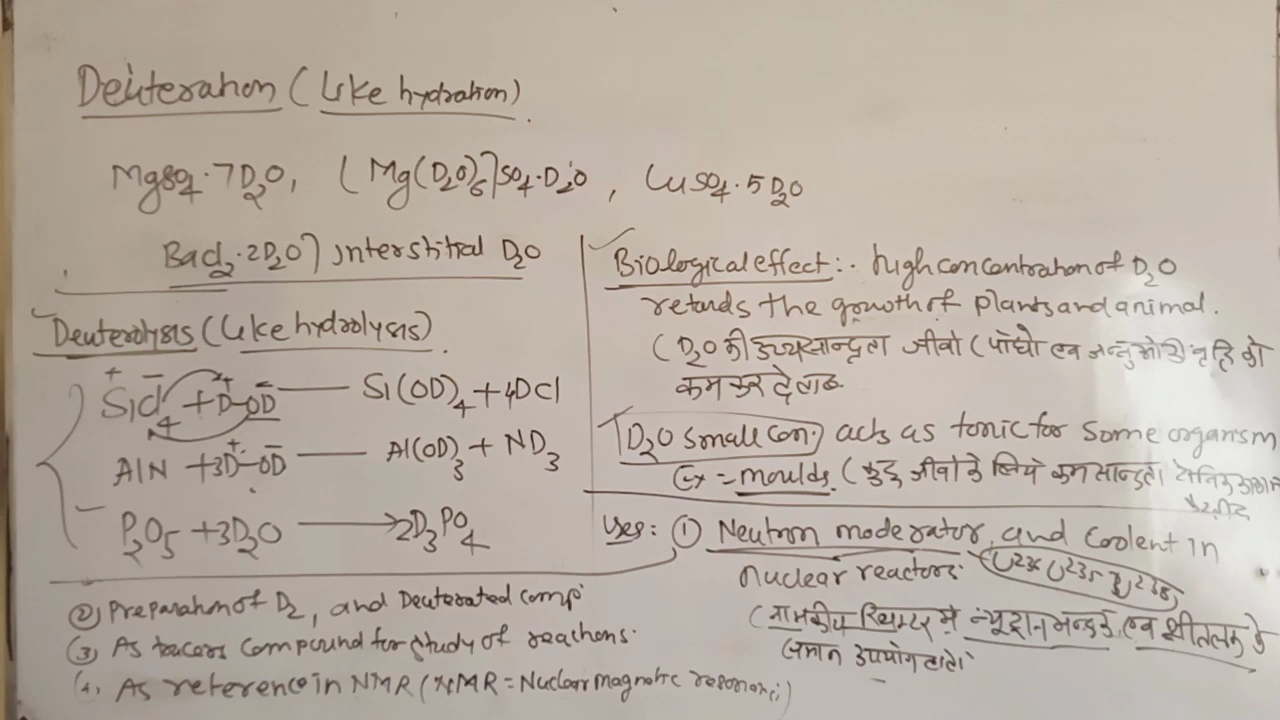 Deuteration (Like hydration).
MgSO4·7D2O, [Mg(D2O)6]SO4·D2O, CuSO4·5D2O
BaCl2·2D2O) interstitial D2O
Deuterolysis (Like hydrolysis).
SiCl4 + D-OD — Si(OD)4 + 4DCl
AlN + 3D-OD — Al(OD)3 + ND3
P2O5 + 3D2O → 2D3PO4
Biological effect:- high concentration of D2O
retards the growth of plants and animal.
(D2O की उच्च सान्द्रता जीवो (पौधो एव जन्तुओ की वृद्धि को
कम कर देता है
D2O small con. acts as tonic for some organism
Ex = moulds. (कुछ जीवो के लिये कम सान्द्रता
Uses: ① Neutron moderator, and Coolent in
nuclear reactors. U235 U238
(नाभकीय रियेक्टर में न्यूट्रान मन्दक, एव शीतलक के
समान उपयोग
② Preparation of D2, and Deuterated comp
(3) As tracers compound for study of reactions.
(4) As reference in NMR (NMR = Nuclear magnetic resonance)